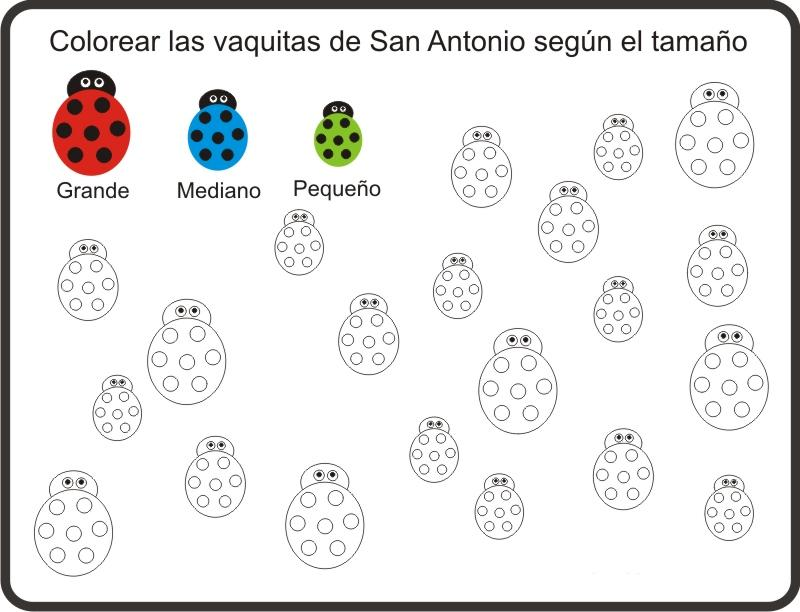 Colorear las vaquitas de San Antonio según el tamaño
Grande
Mediano
Pequeño